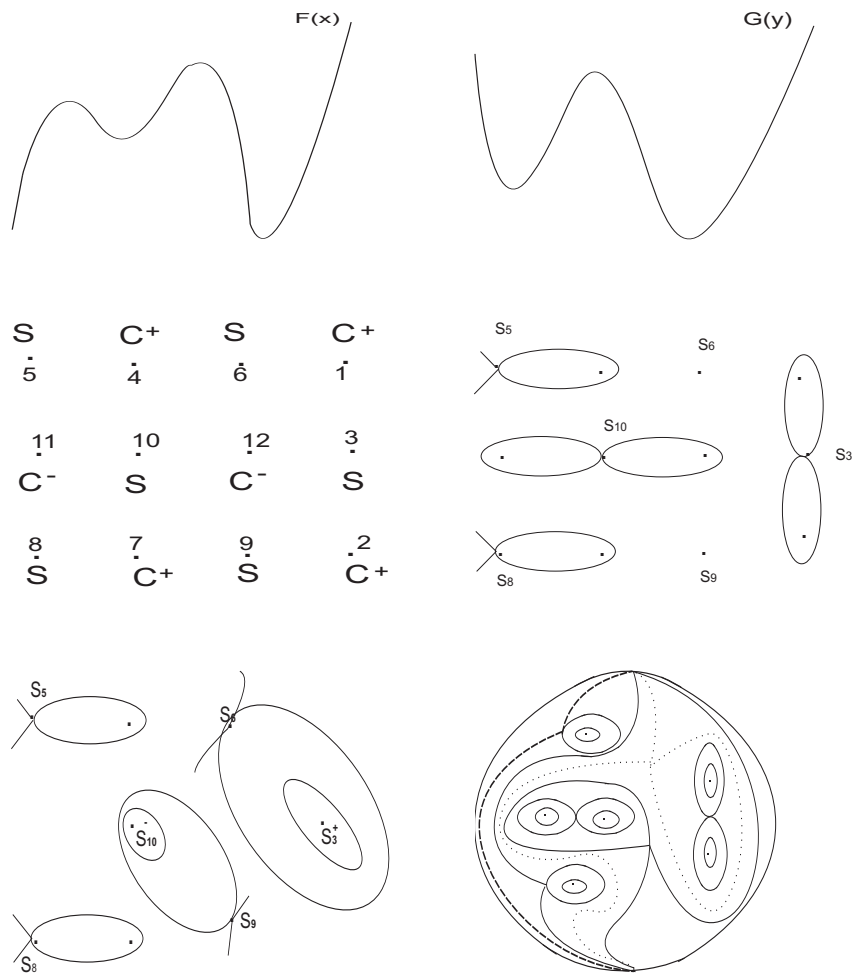 F(x) G(y)
S C+ S C+
5 4 6 1
11 10 12 3
C- S C- S
8 7 9 2
S C+ S C+
S5
S6
S10
S3
S8 S9
S5
S6
S10-
S3+
S9
S8